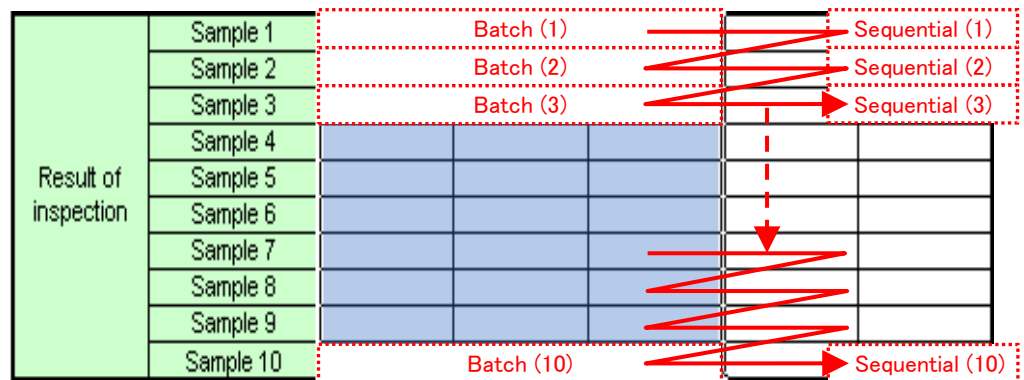 Sample 1 Batch (1) Sequential (1)
Sample 2 Batch (2) Sequential (2)
Sample 3 Batch (3) Sequential (3)
Sample 4
Result of
inspection
Sample 5
Sample 6
Sample 7
Sample 8
Sample 9
Sample 10 Batch (10) Sequential (10)